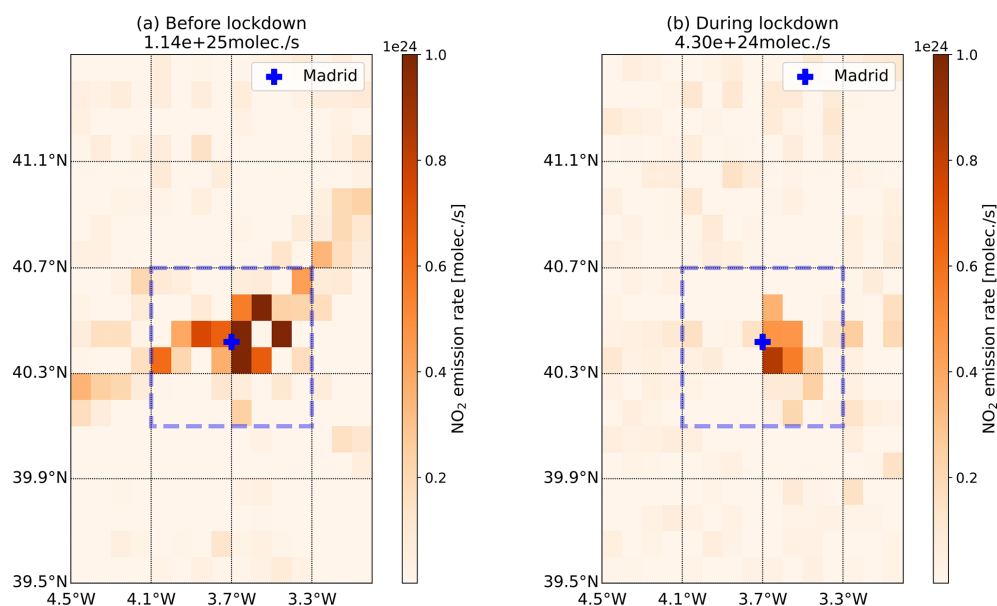 (a) Before lockdown
1.14e+25molec./s
1e24
Madrid
41.1°N
40.7°N
40.3°N
39.9°N
39.5°N
4.5°W 4.1°W 3.7°W 3.3°W
1.0
0.8
0.6
0.4
0.2
NO₂ emission rate [molec./s]
(b) During lockdown
4.30e+24molec./s
1e24
Madrid
41.1°N
40.7°N
40.3°N
39.9°N
39.5°N
4.5°W 4.1°W 3.7°W 3.3°W
1.0
0.8
0.6
0.4
0.2
NO₂ emission rate [molec./s]